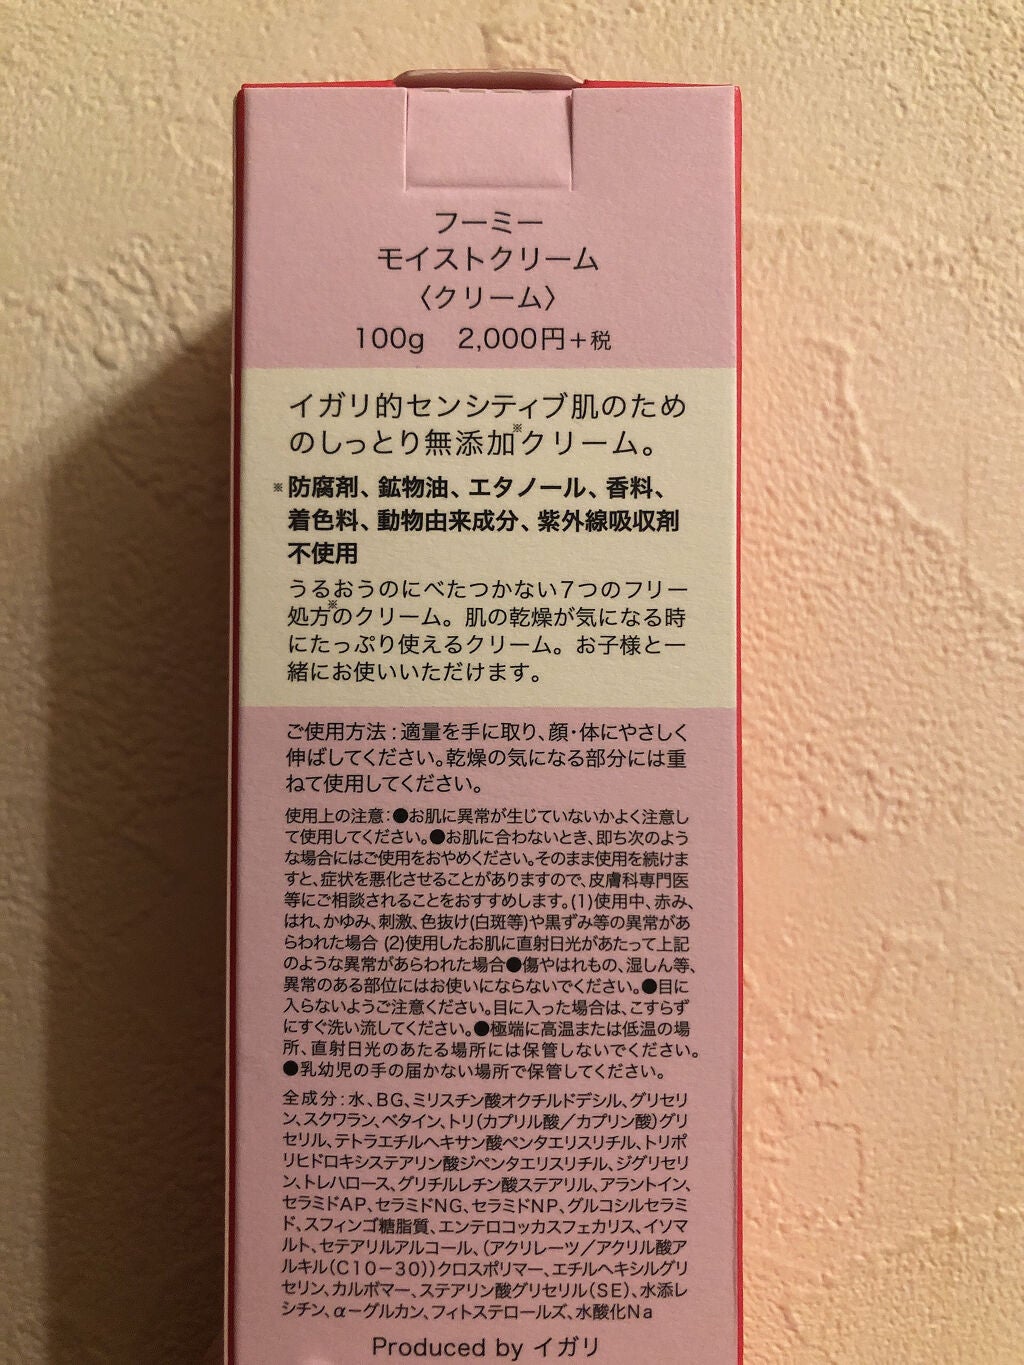 フーミー
モイストクリーム
〈クリーム〉
100g 2,000円＋税
イガリ的センシティブ肌のため
のしっとり無添加※クリーム。
※防腐剤、鉱物油、エタノール、香料、
着色料、動物由来成分、紫外線吸収剤
不使用
うるおうのにべたつかない7つのフリー
処方※のクリーム。肌の乾燥が気になる時
にたっぷり使えるクリーム。お子様と一
緒にお使いいただけます。
ご使用方法：適量を手に取り、顔・体にやさしく
伸ばしてください。乾燥の気になる部分には重
ねて使用してください。
使用上の注意：●お肌に異常が生じていないかよく注意し
て使用してください。●お肌に合わないとき、即ち次のよう
な場合にはご使用をおやめください。そのまま使用を続けま
すと、症状を悪化させることがありますので、皮膚科専門医
等にご相談されることをおすすめします。(1)使用中、赤み、
はれ、かゆみ、刺激、色抜け(白斑等)や黒ずみ等の異常があ
らわれた場合 (2)使用したお肌に直射日光があたって上記
のような異常があらわれた場合●傷やはれもの、湿しん等、
異常のある部位にはお使いにならないでください。●目に
入らないようご注意ください。目に入った場合は、こすらず
にすぐ洗い流してください。●極端に高温または低温の場
所、直射日光のあたる場所には保管しないでください。
●乳幼児の手の届かない場所で保管してください。
全成分：水、BG、ミリスチン酸オクチルドデシル、グリセリ
ン、スクワラン、ベタイン、トリ(カプリル酸／カプリン酸)グリ
セリル、テトラエチルヘキサン酸ペンタエリスリチル、トリポ
リヒドロキシステアリン酸ジペンタエリスリチル、ジグリセリ
ン、トレハロース、グリチルレチン酸ステアリル、アラントイン、
セラミドAP、セラミドNG、セラミドNP、グルコシルセラミ
ド、スフィンゴ糖脂質、エンテロコッカスフェカリス、イソマ
ルト、セテアリルアルコール、(アクリレーツ／アクリル酸ア
ルキル(C10－30))クロスポリマー、エチルヘキシルグリ
セリン、カルボマー、ステアリン酸グリセリル(SE)、水添レ
シチン、α－グルカン、フィトステロールズ、水酸化Na
Produced by イガリ